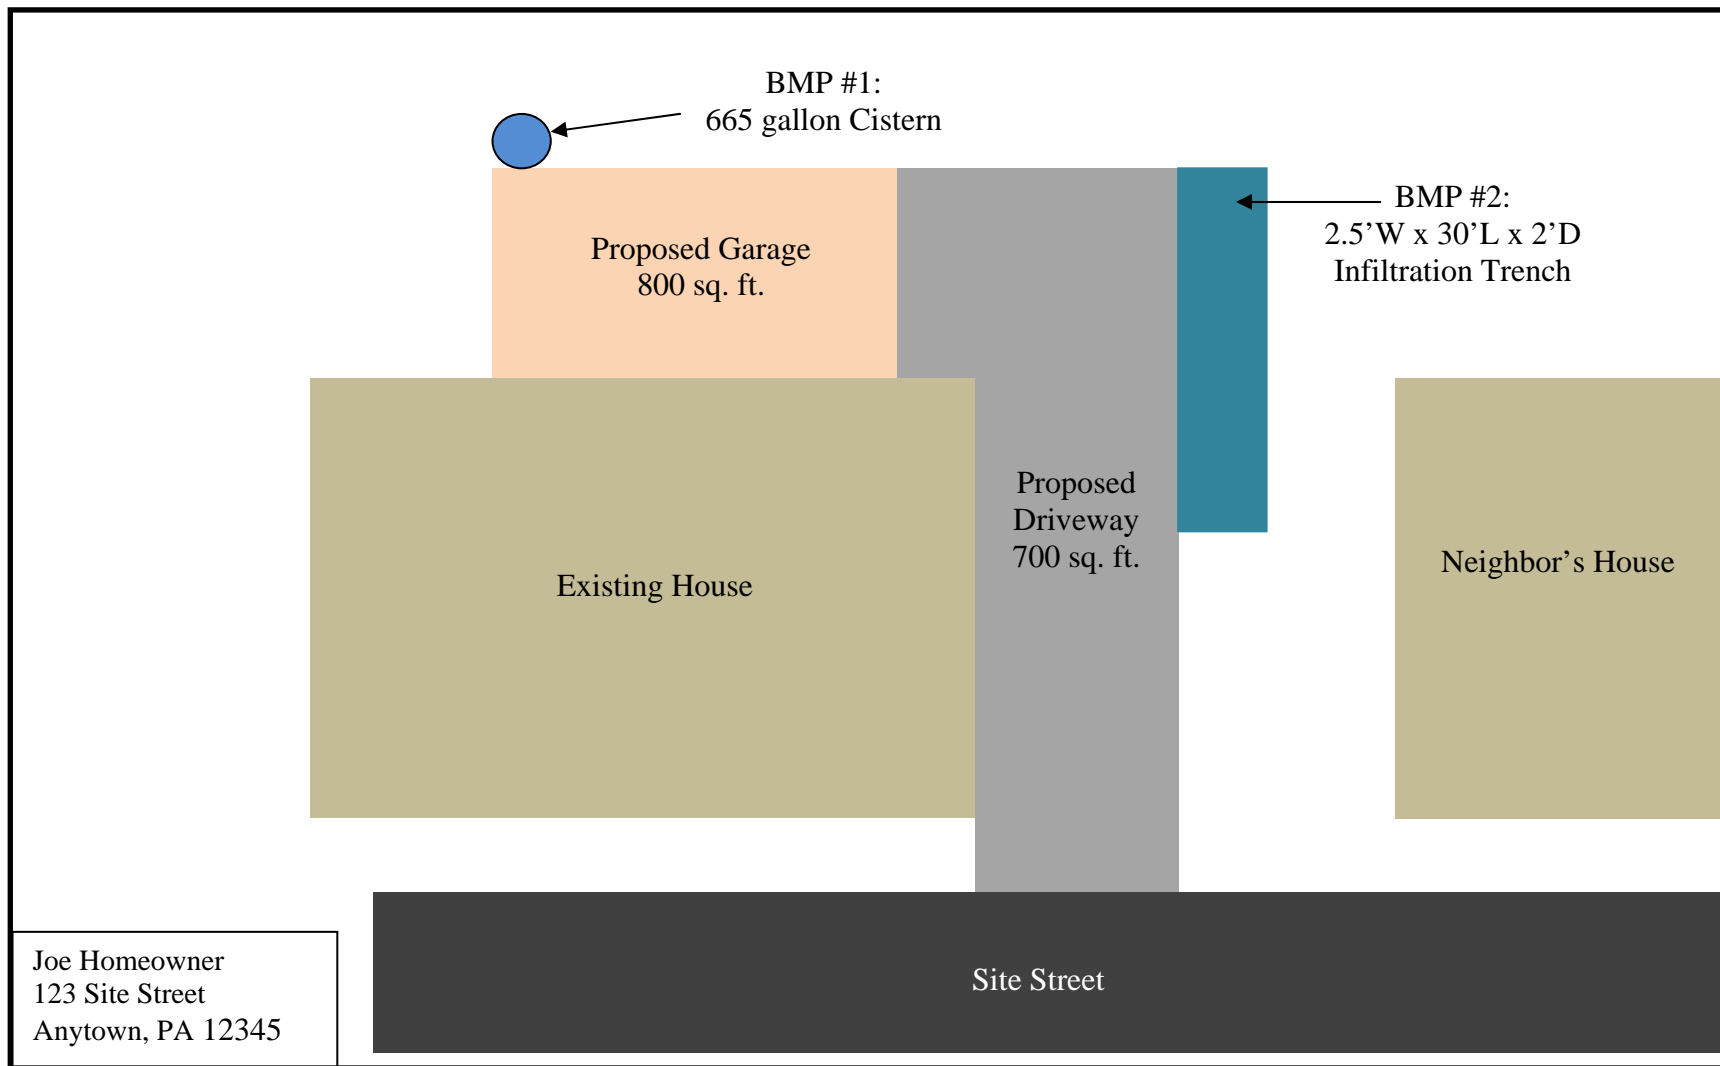 BMP #1:
665 gallon Cistern
BMP #2:
2.5’W x 30’L x 2’D
Infiltration Trench
Proposed Garage
800 sq. ft.
Proposed
Driveway
700 sq. ft.
Existing House
Neighbor’s House
Site Street
Joe Homeowner
123 Site Street
Anytown, PA 12345